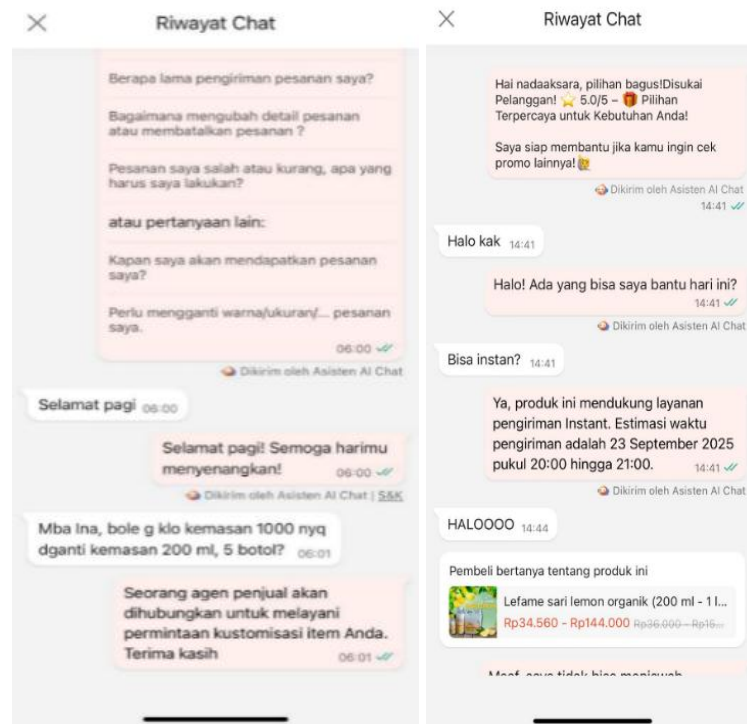 Riwayat Chat
Berapa lama pengiriman pesanan saya?
Bagaimana mengubah detail pesanan
atau membatalkan pesanan ?
Pesanan saya salah atau kurang, apa yang
harus saya lakukan?
atau pertanyaan lain:
Kapan saya akan mendapatkan pesanan
saya?
Perlu mengganti warna/ukuran/... pesanan
saya.
06:00
Dikirim oleh Asisten AI Chat
Selamat pagi 06:00
Selamat pagi! Semoga harimu
menyenangkan! 06:00
Dikirim oleh Asisten AI Chat | S&K
Mba Ina, bole g klo kemasan 1000 nyq
dganti kemasan 200 ml, 5 botol? 06:01
Seorang agen penjual akan
dihubungkan untuk melayani
permintaan kustomisasi item Anda.
Terima kasih 06:01
Riwayat Chat
Hai nadaaksara, pilihan bagus!Disukai
Pelanggan! ⭐ 5.0/5 – 🎁 Pilihan
Terpercaya untuk Kebutuhan Anda!
Saya siap membantu jika kamu ingin cek
promo lainnya!
Dikirim oleh Asisten AI Chat
14:41
Halo kak 14:41
Halo! Ada yang bisa saya bantu hari ini?
14:41
Dikirim oleh Asisten AI Chat
Bisa instan? 14:41
Ya, produk ini mendukung layanan
pengiriman Instant. Estimasi waktu
pengiriman adalah 23 September 2025
pukul 20:00 hingga 21:00. 14:41
Dikirim oleh Asisten AI Chat
HALOOOO 14:44
Pembeli bertanya tentang produk ini
Lefame sari lemon organik (200 ml - 1 l...
Rp34.560 - Rp144.000 Rp36.000 - Rp15...
Maaf, saya tidak bisa menjawab